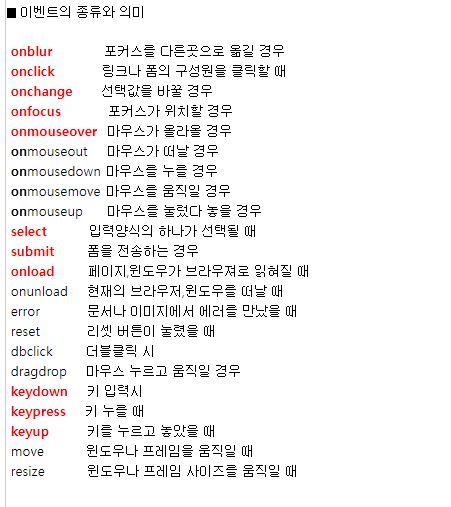 ■ 이벤트의 종류와 의미
onblur 포커스를 다른곳으로 옮길 경우
onclick 링크나 폼의 구성원을 클릭할 때
onchange 선택값을 바꿀 경우
onfocus 포커스가 위치할 경우
onmouseover 마우스가 올라올 경우
onmouseout 마우스가 떠날 경우
onmousedown 마우스를 누를 경우
onmousemove 마우스를 움직일 경우
onmouseup 마우스를 눌렀다 놓을 경우
select 입력양식의 하나가 선택될 때
submit 폼을 전송하는 경우
onload 페이지,윈도우가 브라우져로 읽혀질 때
onunload 현재의 브라우저,윈도우를 떠날 때
error 문서나 이미지에서 에러를 만났을 때
reset 리셋 버튼이 눌렸을 때
dbclick 더블클릭 시
dragdrop 마우스 누르고 움직일 경우
keydown 키 입력시
keypress 키 누를 때
keyup 키를 누르고 놓았을 때
move 윈도우나 프레임을 움직일 때
resize 윈도우나 프레임 사이즈를 움직일 때